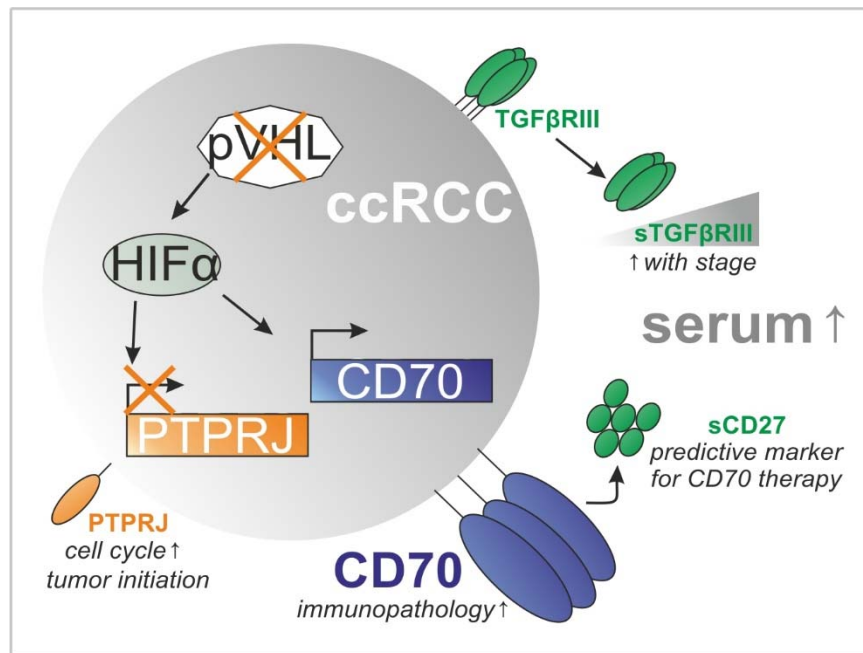 TGFβRIII
pVHL
ccRCC
sTGFβRIII
↑ with stage
HIFα
serum ↑
CD70
PTPRJ
sCD27
predictive marker
for CD70 therapy
PTPRJ
cell cycle ↑
tumor initiation
CD70
immunopathology ↑